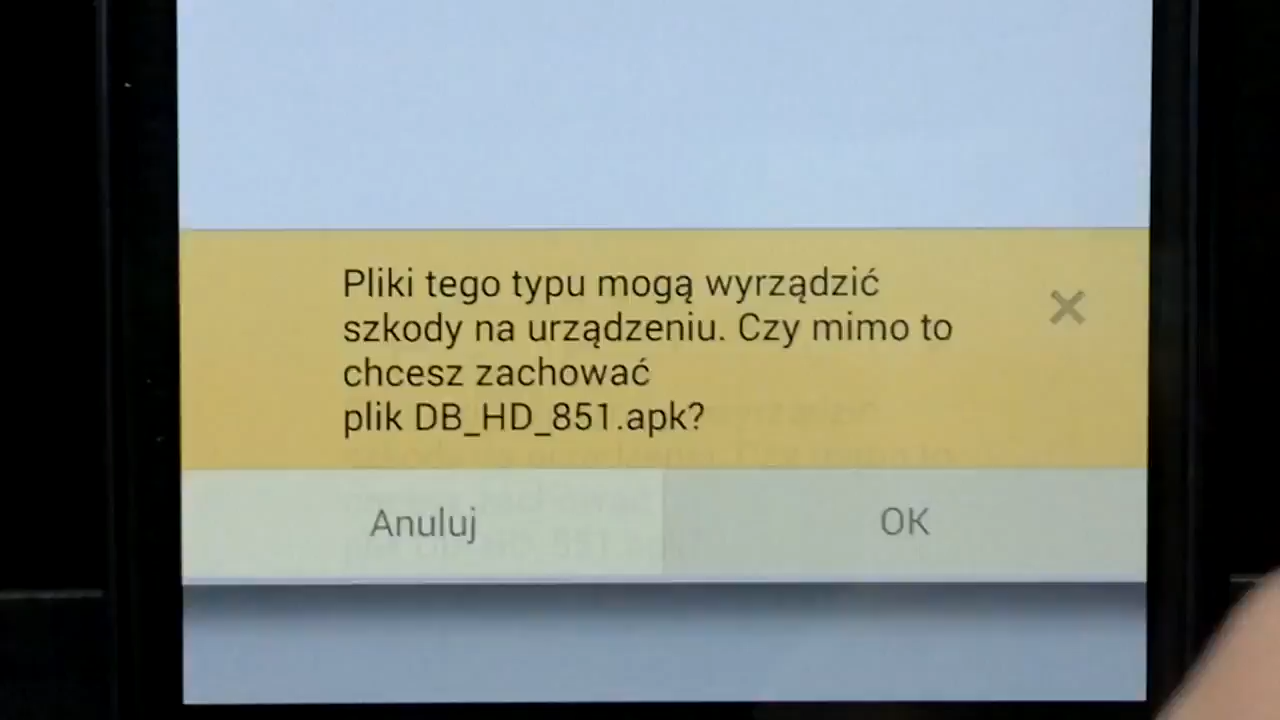 Pliki tego typu mogą wyrządzić
szkody na urządzeniu. Czy mimo to
chcesz zachować
plik DB_HD_851.apk?
Anuluj
OK